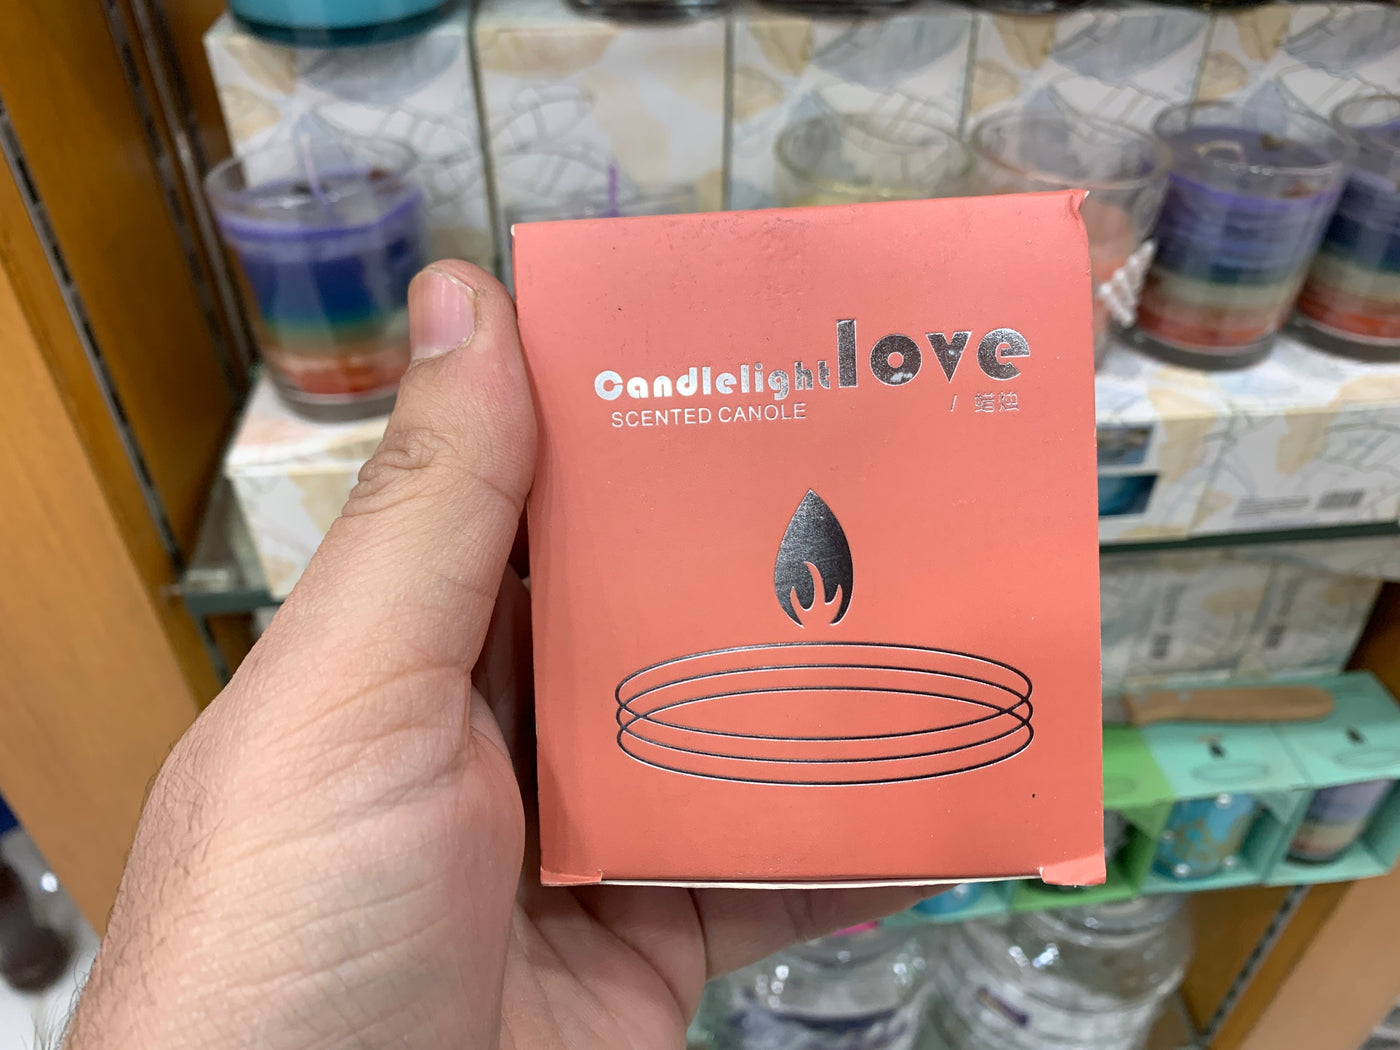 Candlelight love
SCENTED CANOLE / 蜡烛